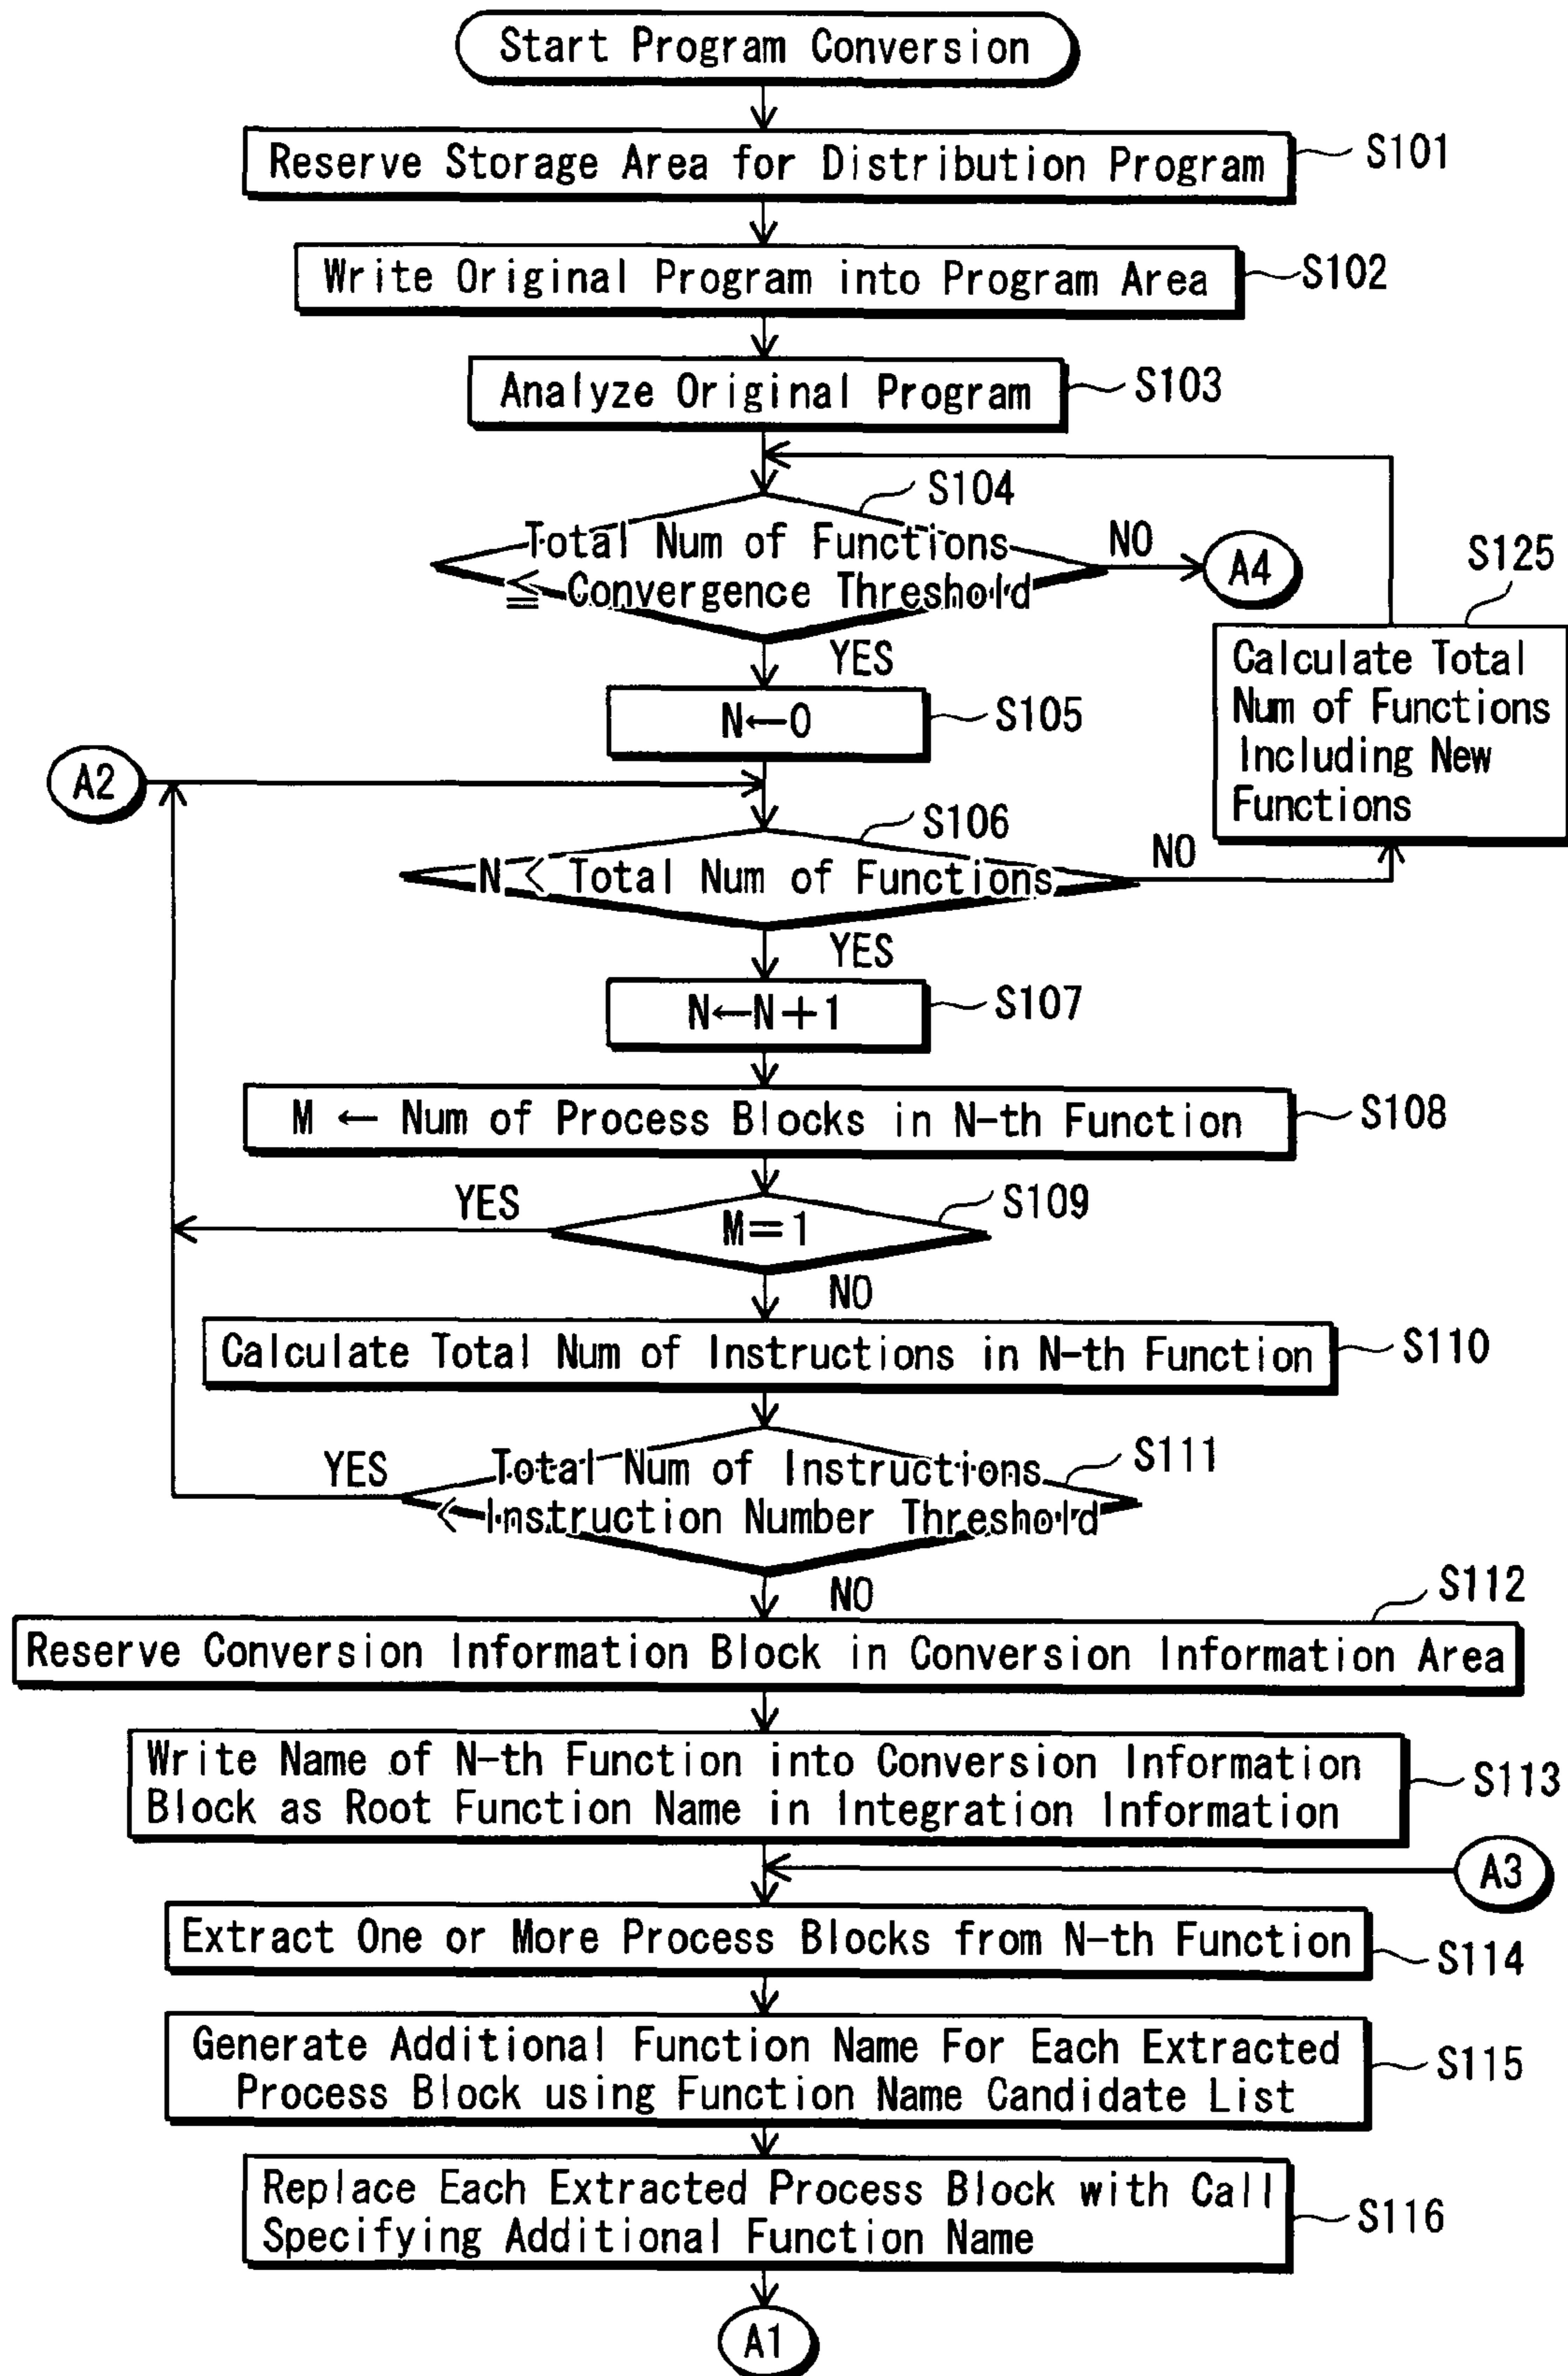 Start Program Conversion
Reserve Storage Area for Distribution Program
S101
Write Original Program into Program Area
S102
Analyze Original Program
S103
S104
Total Num of Functions
≦ Convergence Threshold
NO
A4
YES
S125
Calculate Total
Num of Functions
Including New
Functions
N←0
S105
A2
S106
N < Total Num of Functions
NO
YES
N←N+1
S107
M ← Num of Process Blocks in N-th Function
S108
S109
YES
M=1
NO
Calculate Total Num of Instructions in N-th Function
S110
YES
Total Num of Instructions
< Instruction Number Threshold
S111
NO
S112
Reserve Conversion Information Block in Conversion Information Area
Write Name of N-th Function into Conversion Information
Block as Root Function Name in Integration Information
S113
A3
Extract One or More Process Blocks from N-th Function
S114
Generate Additional Function Name For Each Extracted
Process Block using Function Name Candidate List
S115
Replace Each Extracted Process Block with Call
Specifying Additional Function Name
S116
A1